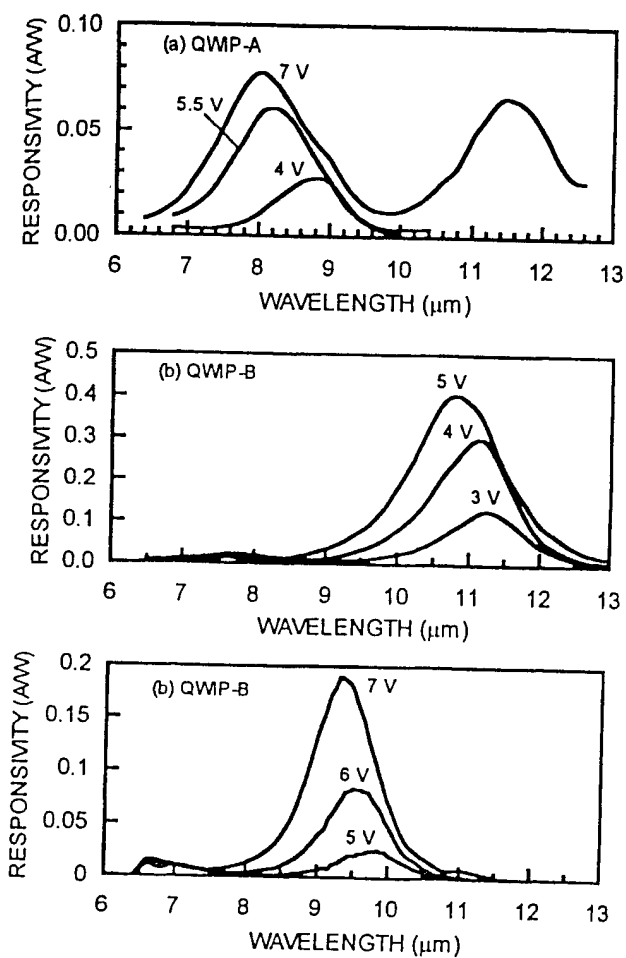 RESPONSIVITY (A/W)
0.10
0.05
0.00
(a) QWIP-A
7 V
5.5 V
4 V
6 7 8 9 10 11 12 13
WAVELENGTH (μm)
RESPONSIVITY (A/W)
0.5
0.4
0.3
0.2
0.1
0.0
(b) QWIP-B
5 V
4 V
3 V
6 7 8 9 10 11 12 13
WAVELENGTH (μm)
RESPONSIVITY (A/W)
0.2
0.15
0.1
0.05
0
(b) QWIP-B
7 V
6 V
5 V
6 7 8 9 10 11 12 13
WAVELENGTH (μm)